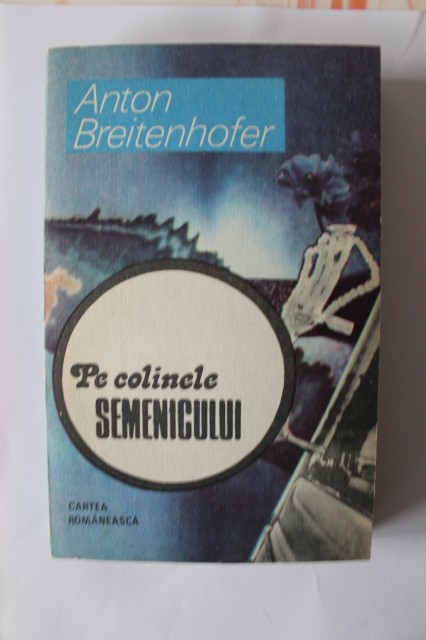 Anton
Breitenhofer
Pe colinele
SEMENICULUI
CARTEA
ROMÂNEASCĂ